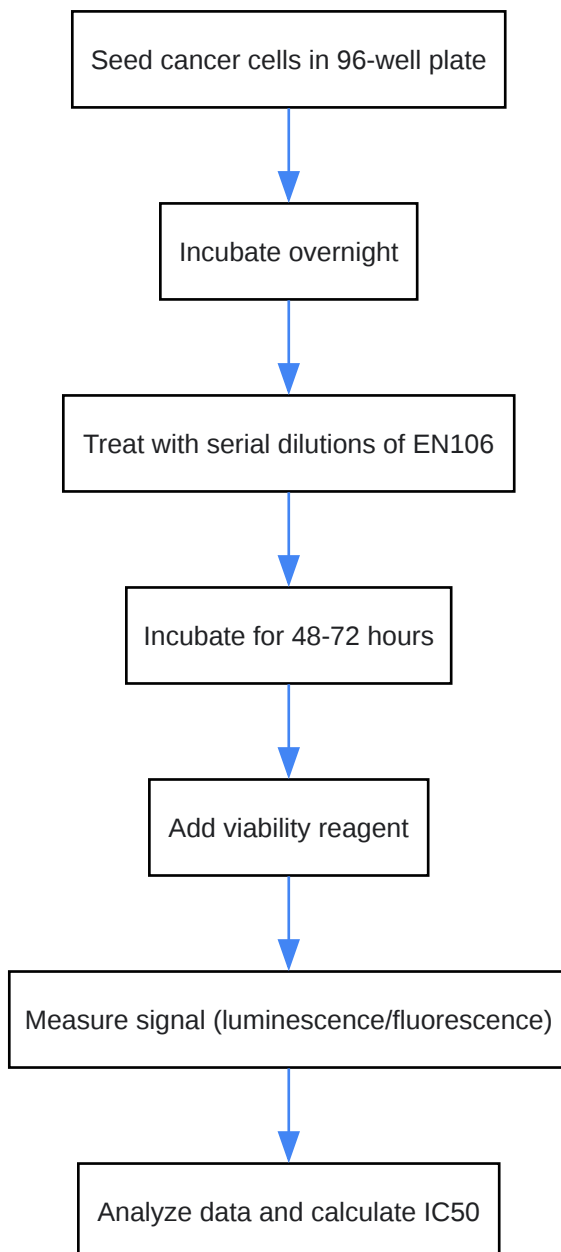 Seed cancer cells in 96-well plate
Incubate overnight
Treat with serial dilutions of EN106
Incubate for 48-72 hours
Add viability reagent
Measure signal (luminescence/fluorescence)
Analyze data and calculate IC50